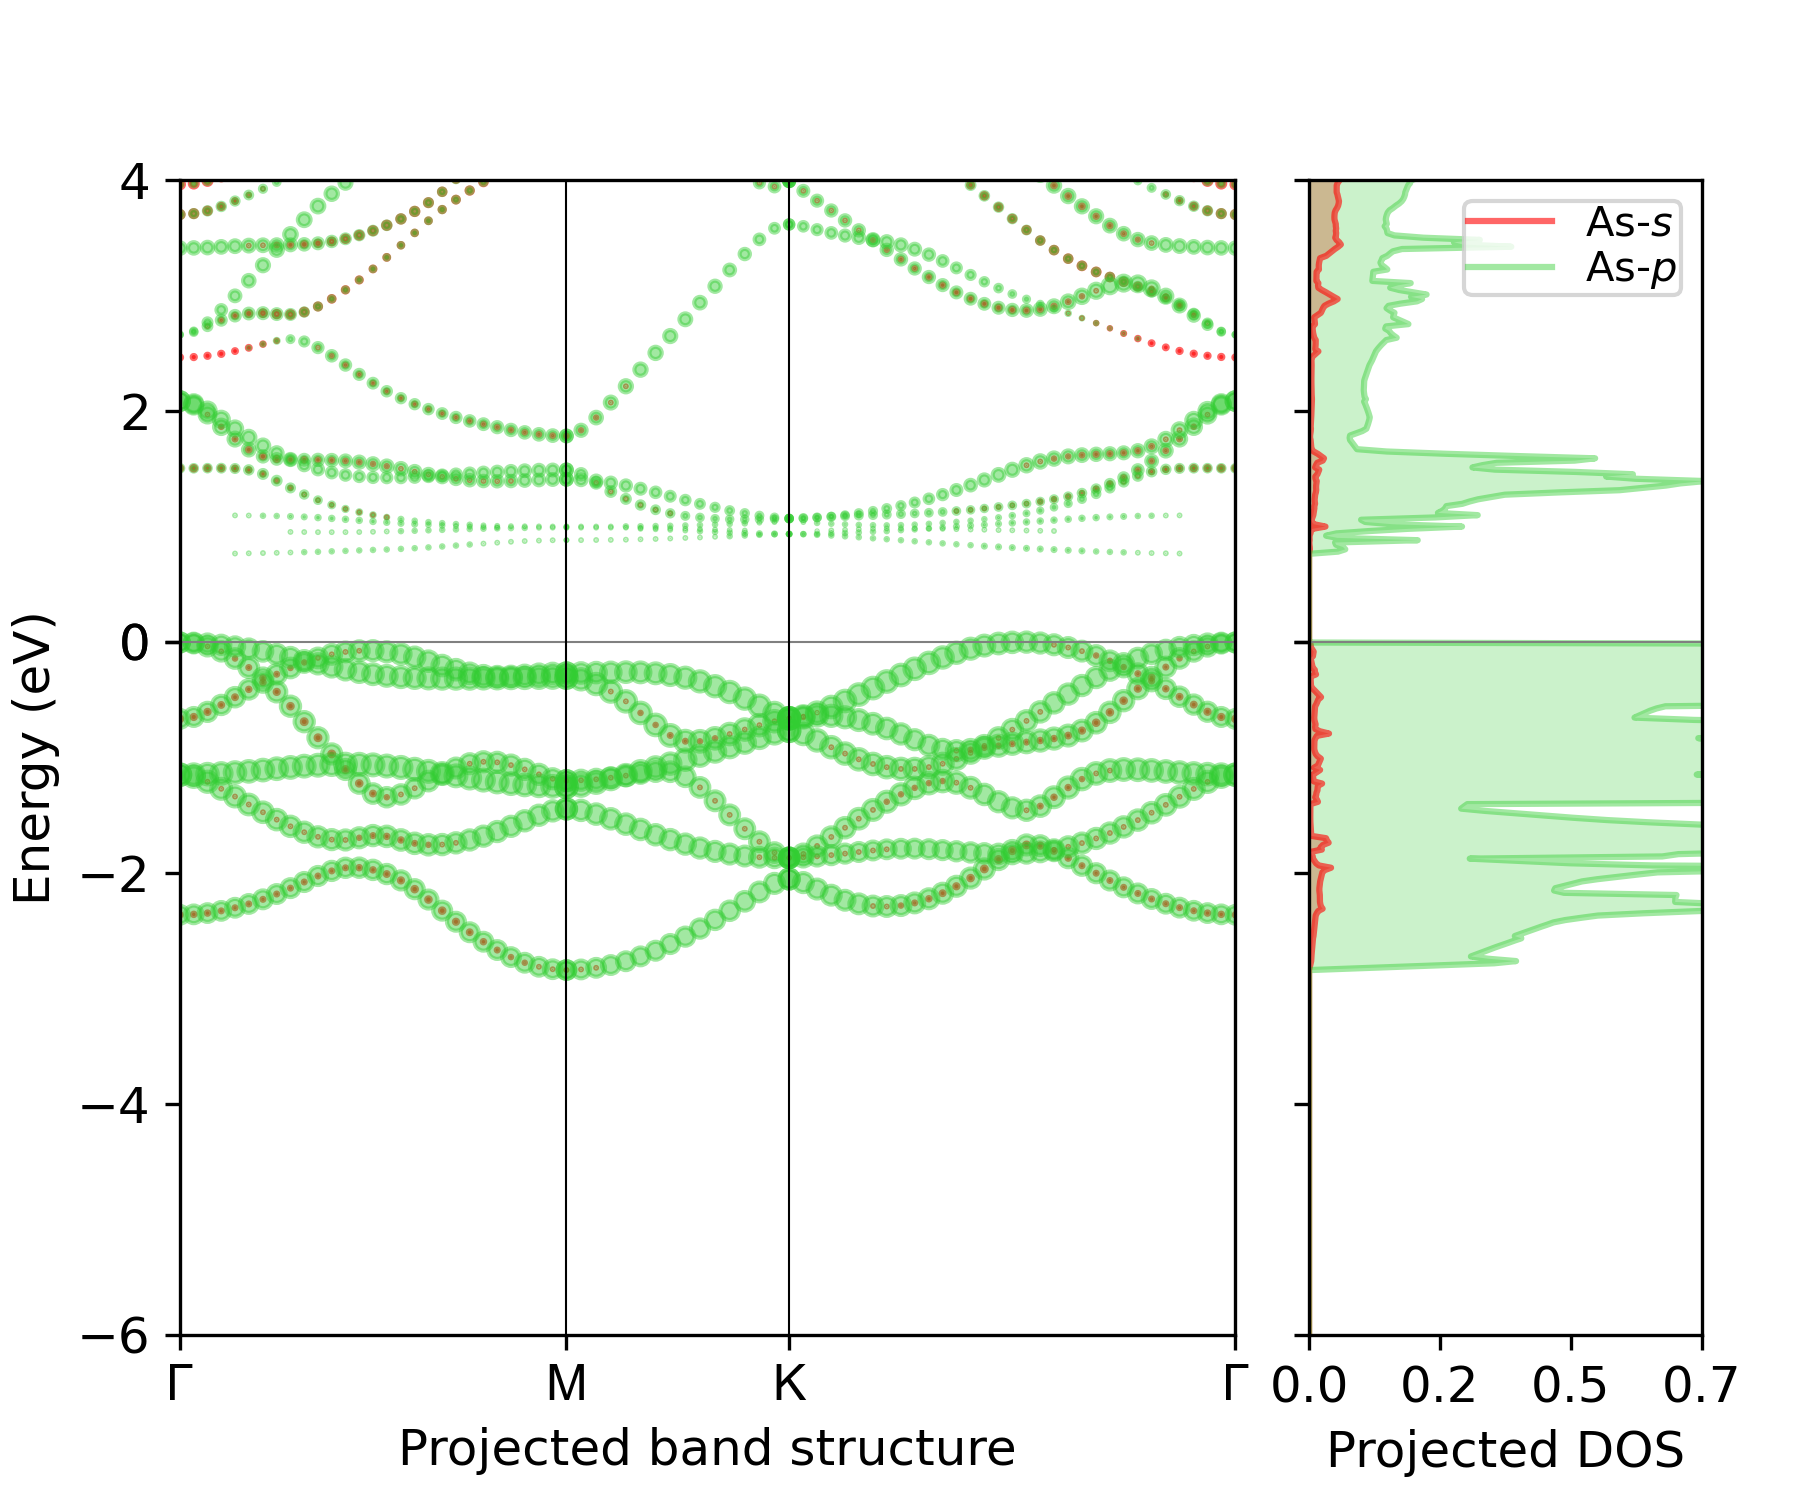 4
2
0
−2
−4
−6
Energy (eV)
Γ M K Γ
Projected band structure
As-s
As-p
0.0 0.2 0.5 0.7
Projected DOS